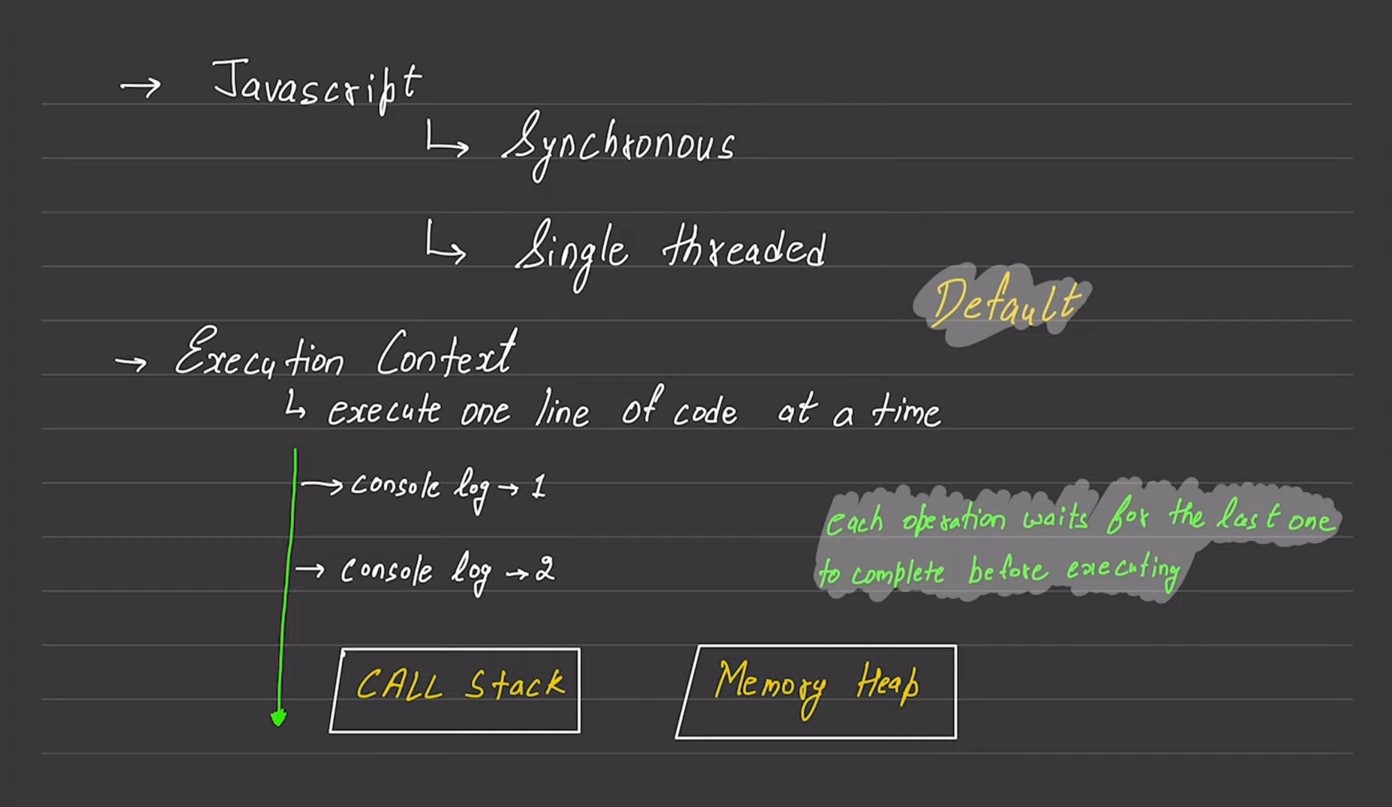 → Javascript
↳ Synchronous
↳ Single threaded
Default
→ Execution Context
↳ execute one line of code at a time
→ console log → 1
each operation waits for the last one
→ console log → 2
to complete before executing
CALL Stack
Memory Heap